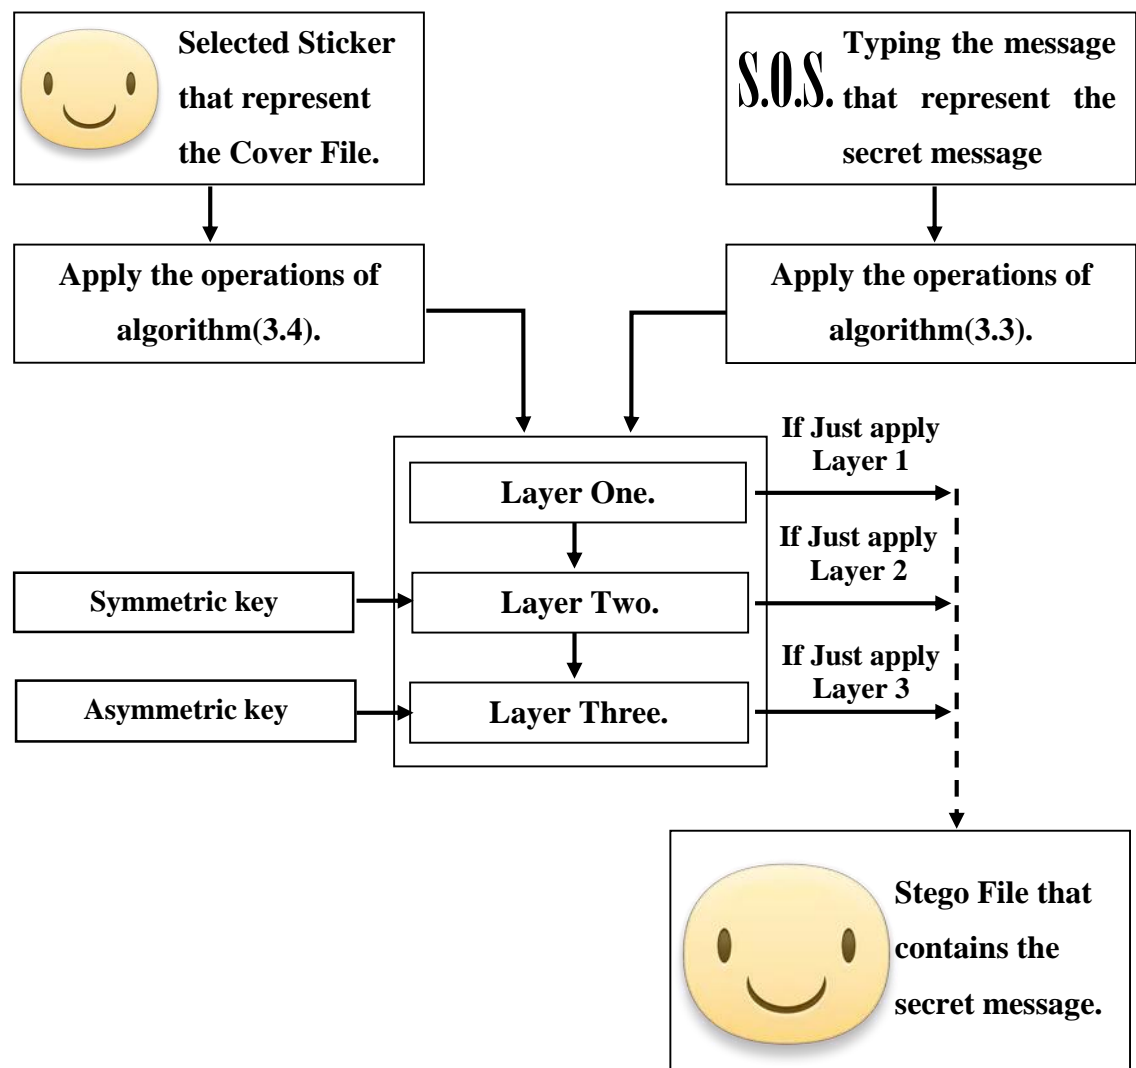 Selected Sticker
that represent
the Cover File.
S.O.S.
Typing the message
that represent the
secret message
Apply the operations of
algorithm(3.4).
Apply the operations of
algorithm(3.3).
If Just apply
Layer 1
Layer One.
If Just apply
Layer 2
Symmetric key
Layer Two.
If Just apply
Layer 3
Asymmetric key
Layer Three.
Stego File that
contains the
secret message.